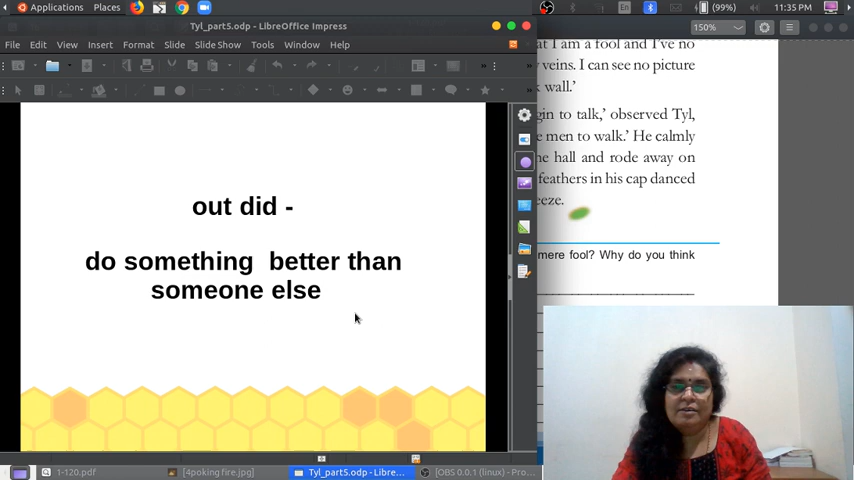 Applications Places
En
(99%)
11:35 PM
Tyl_part5.odp - LibreOffice Impress
File Edit View Insert Format Slide Slide Show Tools Window Help
150%
out did -
do something better than
someone else
at I am a fool and I've no
veins. I can see no picture
wall.'
gin to talk,' observed Tyl,
e men to walk.' He calmly
he hall and rode away on
feathers in his cap danced
eeze.
mere fool? Why do you think
1-120.pdf
[4poking fire.jpg]
Tyl_part5.odp - Libre...
[OBS 0.0.1 (linux) - Pro...